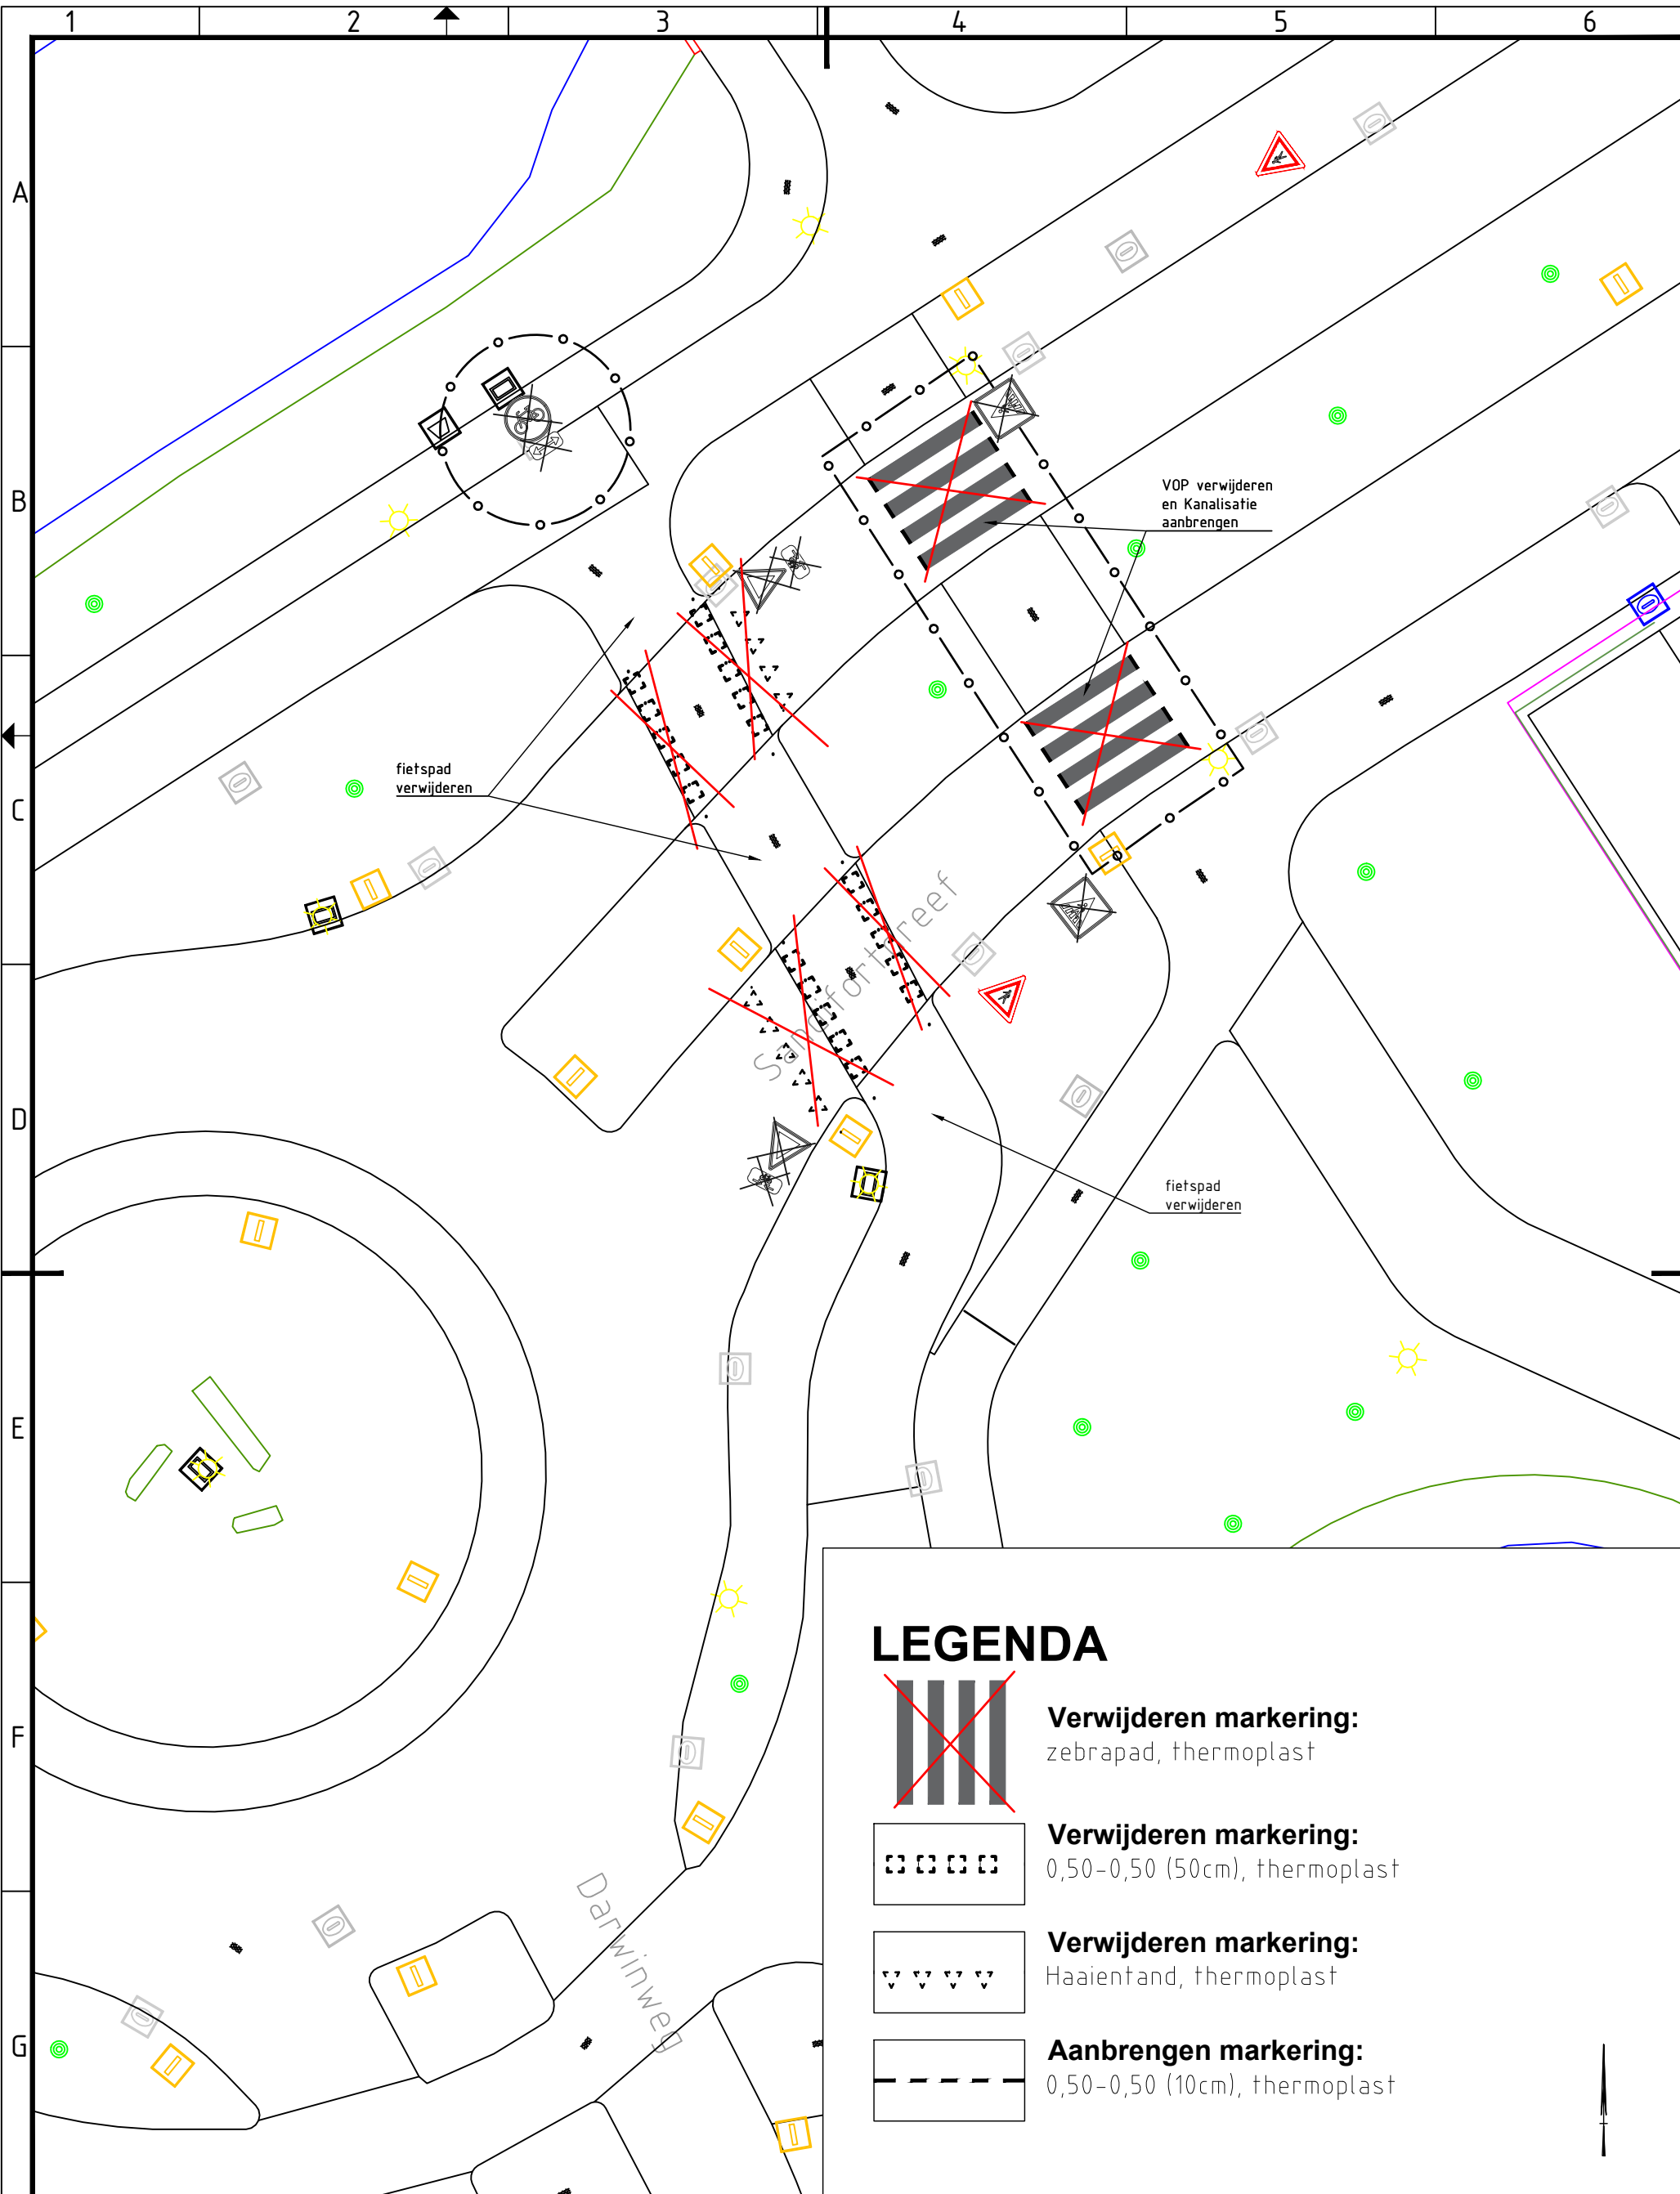 1 2 3 4 5 6
A
B
C
D
E
F
G
VOP verwijderen
en Kanalisatie
aanbrengen
fietspad
verwijderen
Sandifortdreef
fietspad
verwijderen
Darwinweg
LEGENDA
Verwijderen markering:
zebrapad, thermoplast
Verwijderen markering:
0,50-0,50 (50cm), thermoplast
Verwijderen markering:
Haaientand, thermoplast
Aanbrengen markering:
0,50-0,50 (10cm), thermoplast